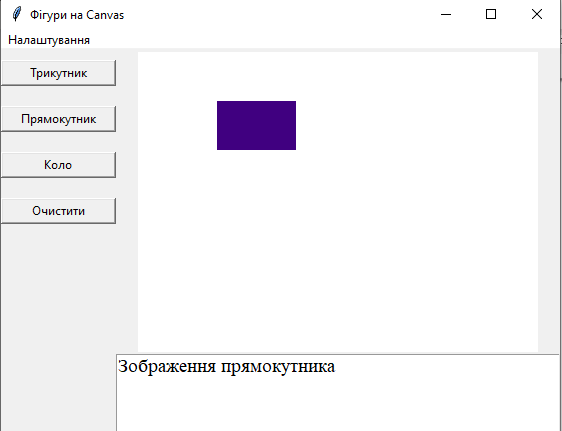 Фігури на Canvas
Налаштування
Трикутник
Прямокутник
Коло
Очистити
Зображення прямокутника